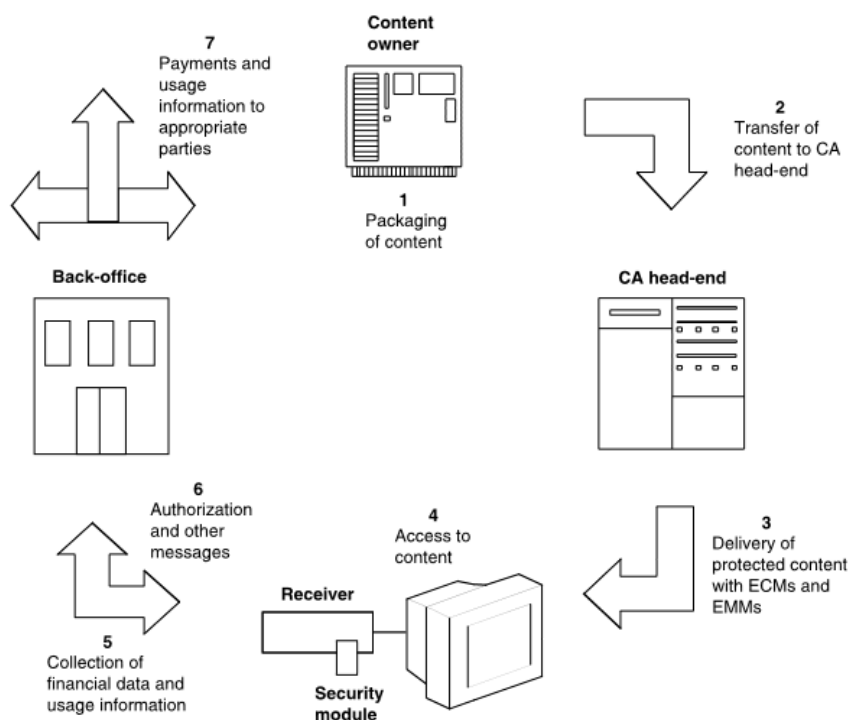 Content
owner
7
Payments and
usage
information to
appropriate
parties
2
Transfer of
content to CA
head-end
1
Packaging
of content
Back-office
CA head-end
6
Authorization
and other
messages
4
Access to
content
3
Delivery of
protected content
with ECMs and
EMMs
Receiver
5
Collection of
financial data and
usage information
Security
module